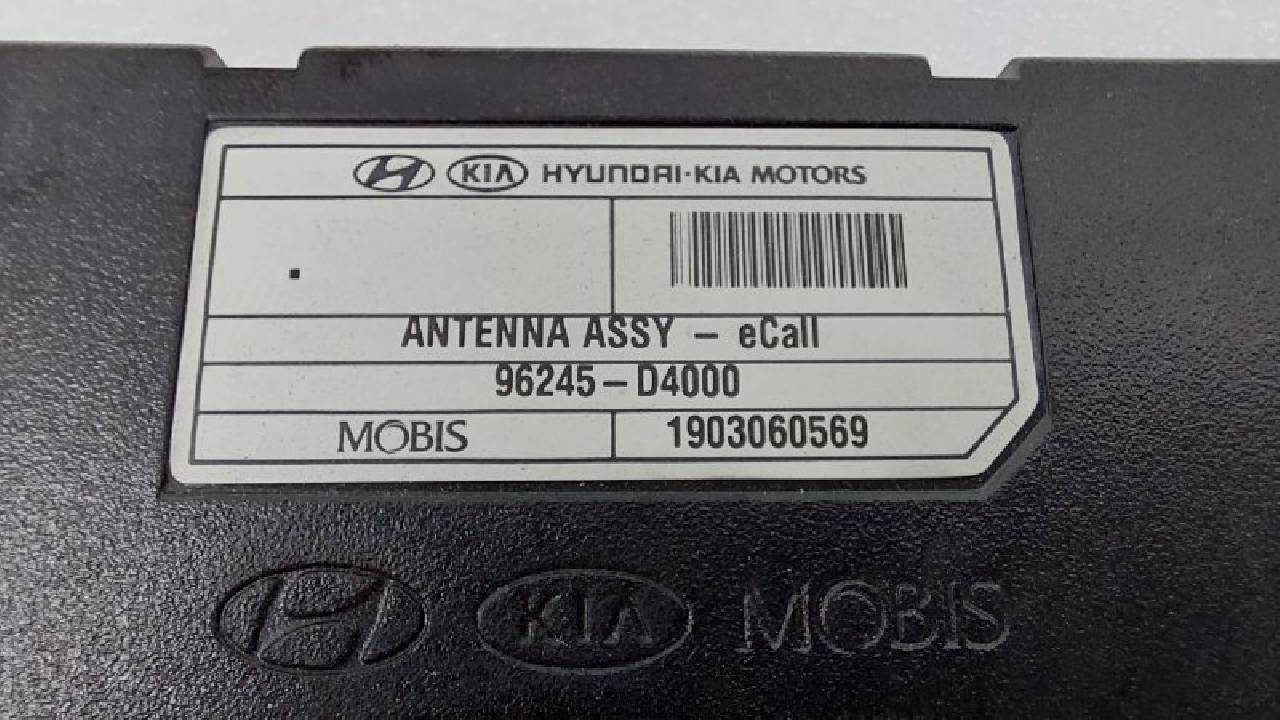 KIA HYUNDAI·KIA MOTORS
ANTENNA ASSY – eCall
96245–D4000
MOBIS 1903060569
KIA MOBIS